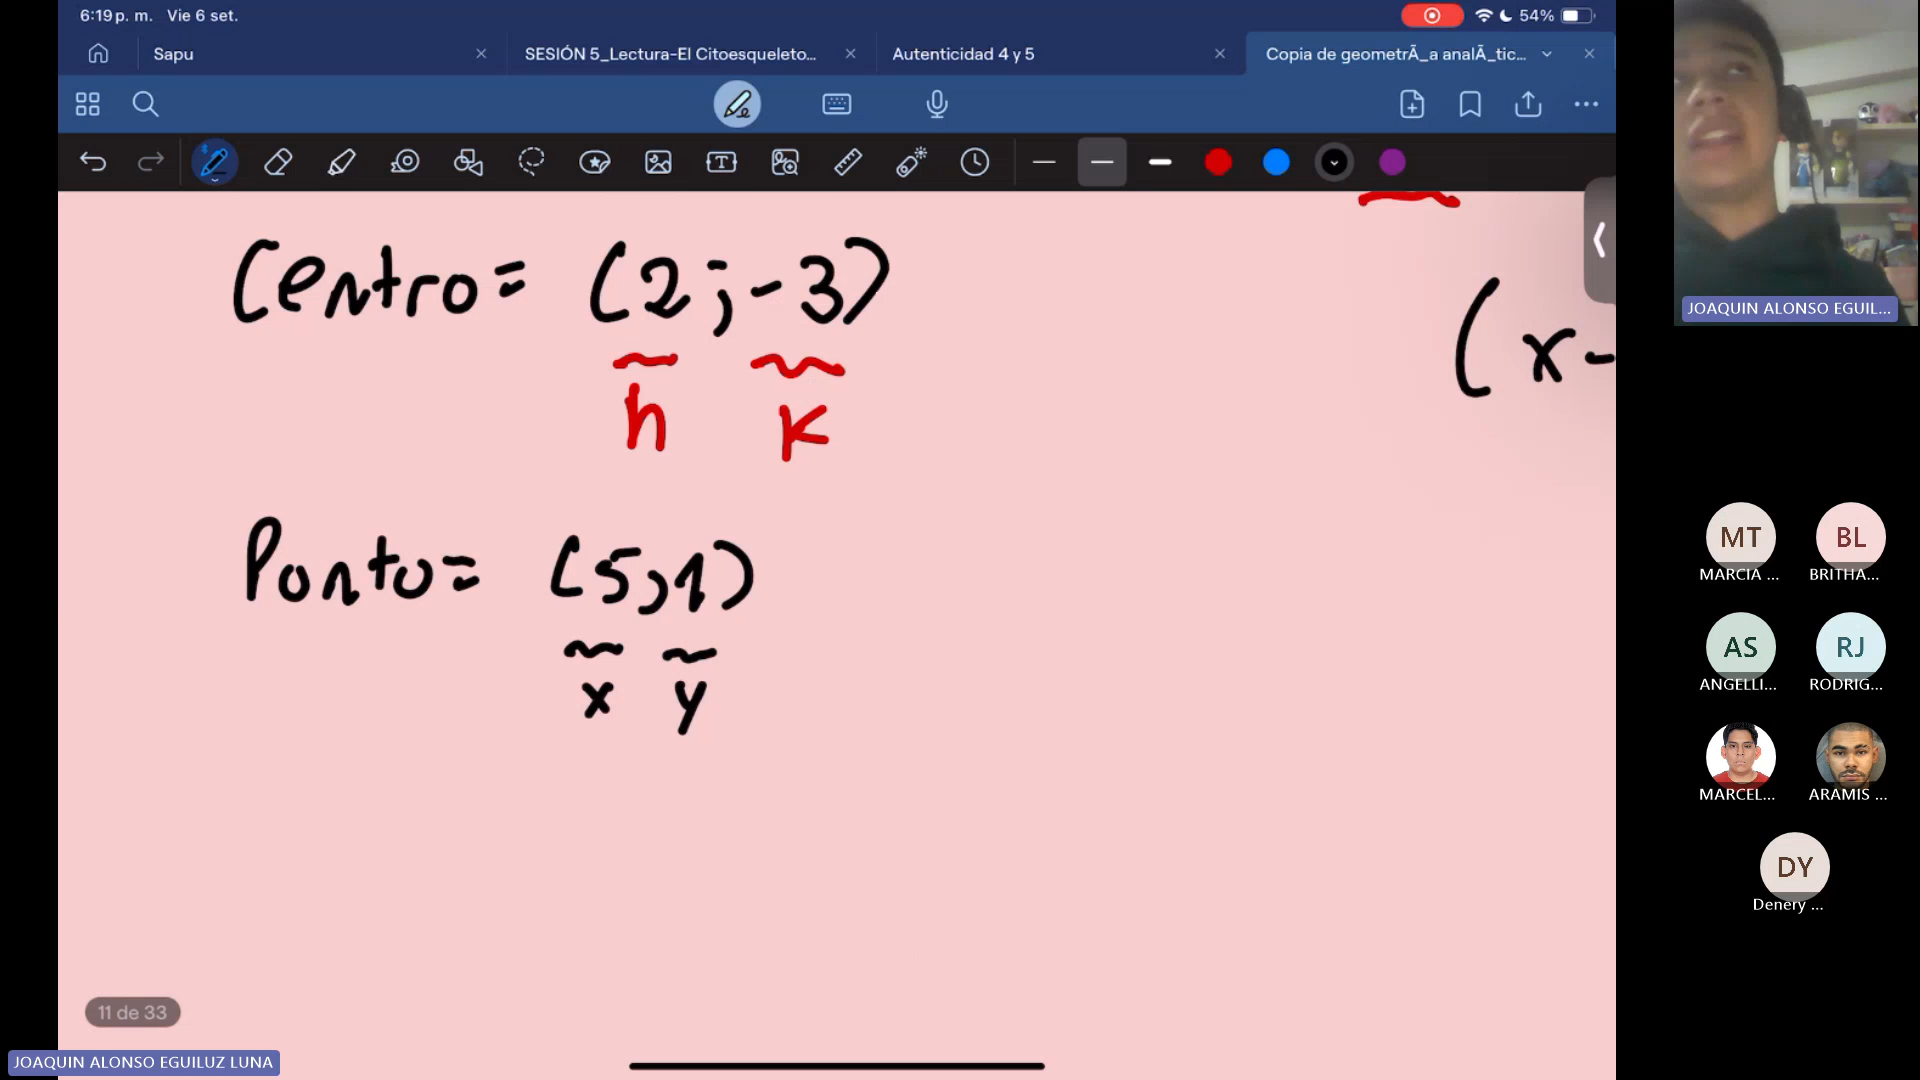 6:19 p. m. Vie 6 set.
54%
Sapu
SESIÓN 5_Lectura-El Citoesqueleto...
Autenticidad 4 y 5
Copia de geometrÃ_a analÃ_tic...
Centro = (2 ; -3)
h k
(x-
Punto = (5,1)
x y
11 de 33
JOAQUIN ALONSO EGUILUZ LUNA
JOAQUIN ALONSO EGUIL...
MT BL
MARCIA ... BRITHA...
AS RJ
ANGELLI... RODRIG...
MARCEL... ARAMIS ...
DY
Denery ...